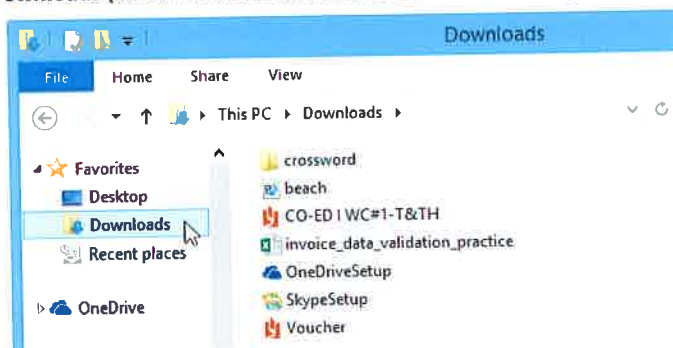 Downloads
File Home Share View
This PC Downloads
Favorites
Desktop
Downloads
Recent places
OneDrive
crossword
beach
CO-ED I WC#1-T&TH
invoice_data_validation_practice
OneDriveSetup
SkypeSetup
Voucher